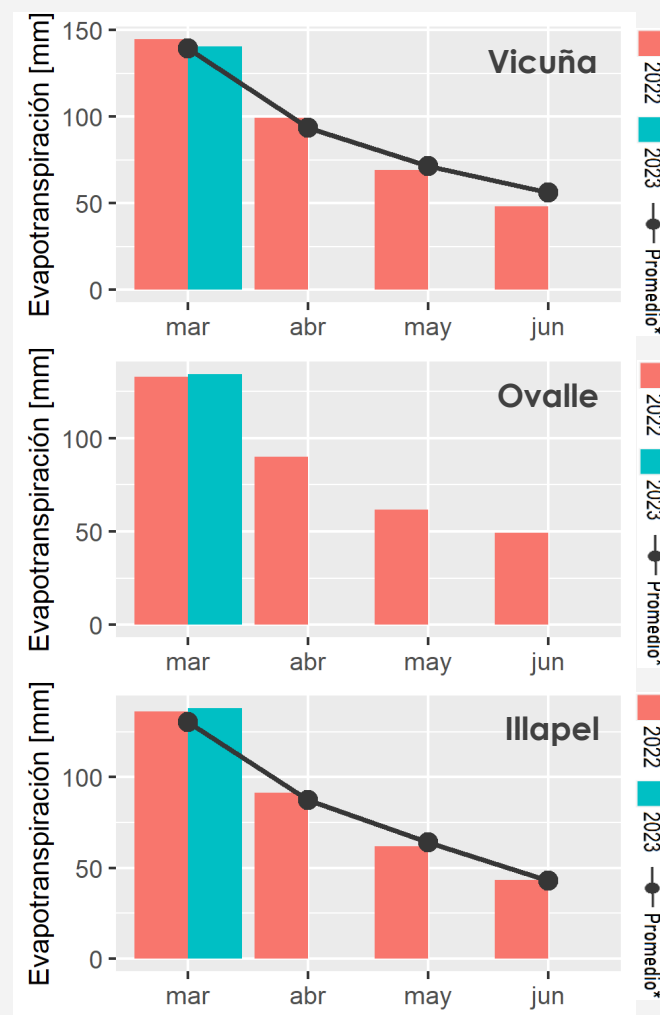 Evapotranspiración [mm]
150
100
50
0
Vicuña
mar abr may jun
2022
2023
Promedio*
Evapotranspiración [mm]
100
50
0
Ovalle
mar abr may jun
2022
2023
Promedio*
Evapotranspiración [mm]
100
50
0
Illapel
mar abr may jun
2022
2023
Promedio*